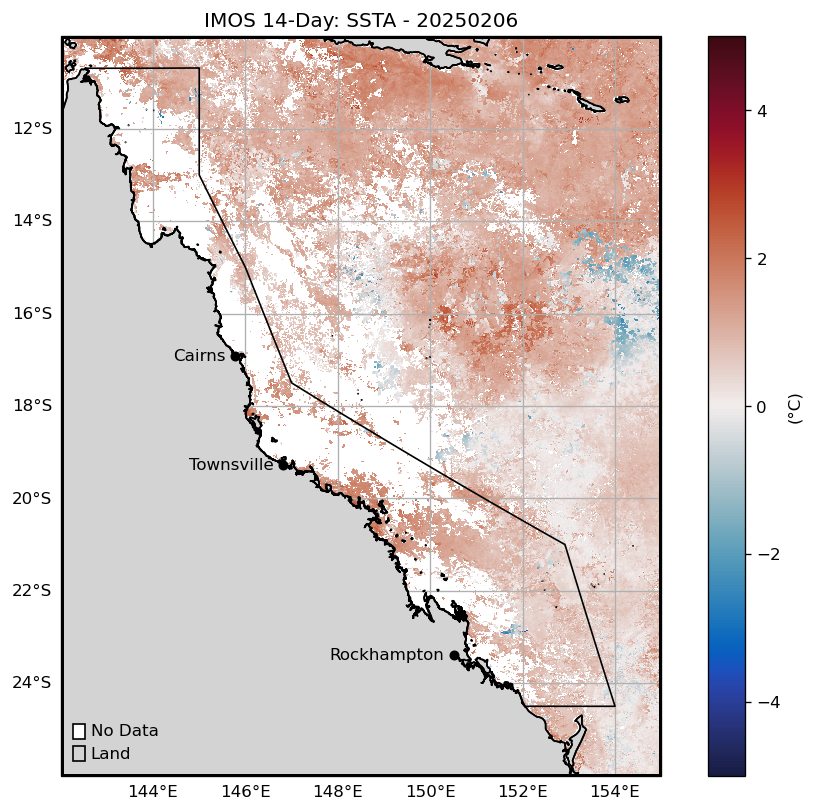 IMOS 14-Day: SSTA - 20250206
12°S
14°S
16°S
18°S
20°S
22°S
24°S
Cairns
Townsville
Rockhampton
No Data
Land
144°E
146°E
148°E
150°E
152°E
154°E
4
2
0
−2
−4
(°C)